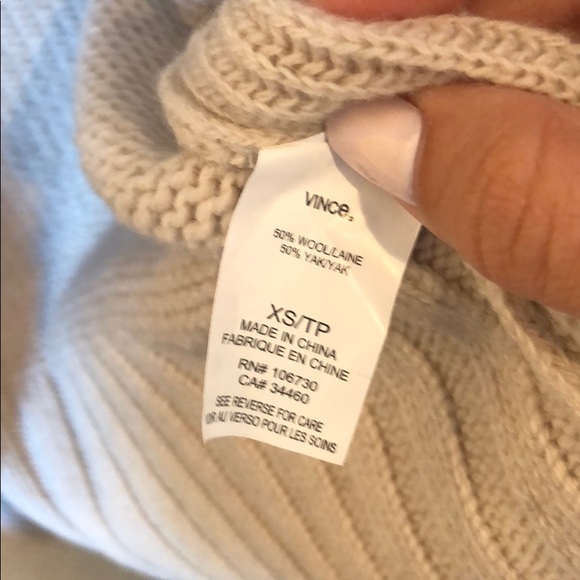 VINCe.
50% WOOL/LAINE
50% YAK/YAK
XS/TP
MADE IN CHINA
FABRIQUE EN CHINE
RN# 106730
CA# 34460
SEE REVERSE FOR CARE
VOIR AU VERSO POUR LES SOINS